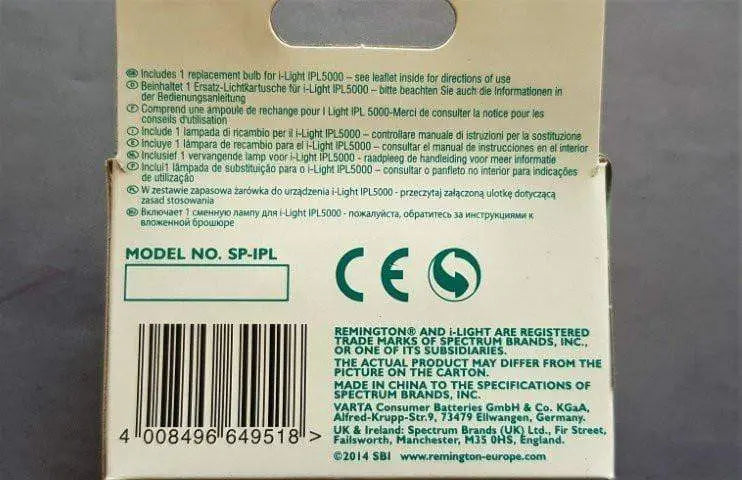 GB Includes 1 replacement bulb for i-Light IPL5000 – see leaflet inside for directions of use
D Beinhaltet 1 Ersatz-Lichtkartusche für i-Light IPL5000 – bitte beachten Sie auch die Informationen in
der Bedienungsanleitung
F Comprend une ampoule de rechange pour I Light IPL 5000-Merci de consulter la notice pour les
conseils d'utilisation
I Include 1 lampada di ricambio per il i-Light IPL5000 – controllare manuale di istruzioni per la sostituzione
E Incluye 1 lámpara de recambio para el i-Light IPL5000 – consultar el manual de instrucciones en el interior
NL Inclusief 1 vervangende lamp voor i-Light IPL5000 - raadpleeg de handleiding voor meer informatie
P Inclui1 lâmpada de substituição para o i-Light IPL5000 – consultar o panfleto no interior para indicações
de utilização
PL W zestawie zapasowa żarówka do urządzenia i-Light IPL5000 - przeczytaj załączoną ulotkę dotyczącą
zasad stosowania
RU Включает 1 сменную лампу для i-Light IPL5000 - пожалуйста, обратитесь за инструкциями к
вложенной брошюре
MODEL NO. SP-IPL
CE
REMINGTON® AND i-LIGHT ARE REGISTERED
TRADE MARKS OF SPECTRUM BRANDS, INC.,
OR ONE OF ITS SUBSIDIARIES.
THE ACTUAL PRODUCT MAY DIFFER FROM THE
PICTURE ON THE CARTON.
MADE IN CHINA TO THE SPECIFICATIONS OF
SPECTRUM BRANDS, INC.
VARTA Consumer Batteries GmbH & Co. KGaA,
Alfred-Krupp-Str.9, 73479 Ellwangen, Germany.
UK & Ireland: Spectrum Brands (UK) Ltd., Fir Street,
Failsworth, Manchester, M35 0HS, England.
©2014 SBI www.remington-europe.com
4 008496 649518 >